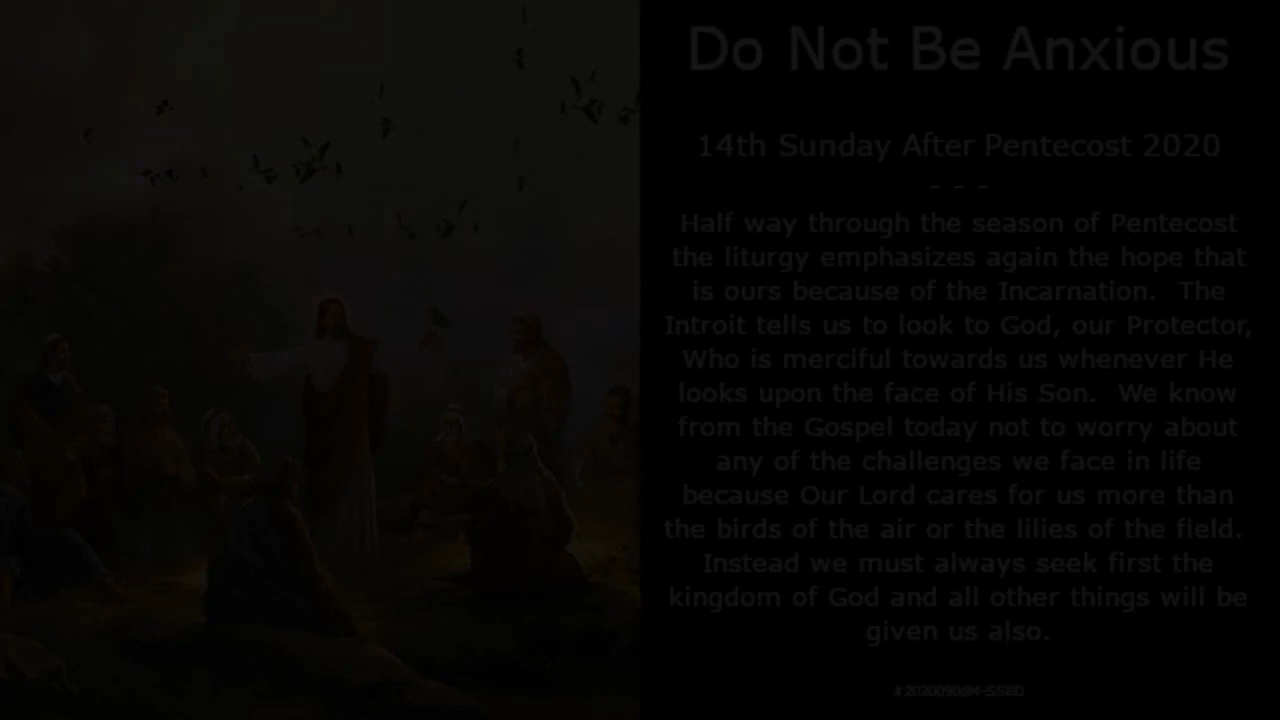 Do Not Be Anxious
14th Sunday After Pentecost 2020
- - -
Half way through the season of Pentecost
the liturgy emphasizes again the hope that
is ours because of the Incarnation.  The
Introit tells us to look to God, our Protector,
Who is merciful towards us whenever He
looks upon the face of His Son.  We know
from the Gospel today not to worry about
any of the challenges we face in life
because Our Lord cares for us more than
the birds of the air or the lilies of the field.
Instead we must always seek first the
kingdom of God and all other things will be
given us also.